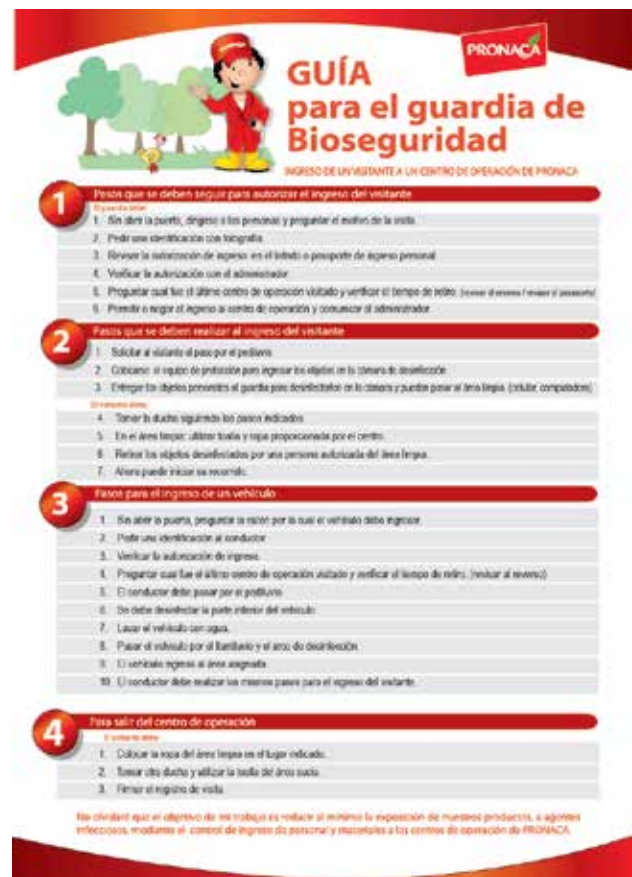 PRONACA
GUÍA
para el guardia de
Bioseguridad
INGRESO DE UN VISITANTE A UN CENTRO DE OPERACIÓN DE PRONACA
1
Pasos que se deben seguir para autorizar el ingreso del visitante
1. Sin abrir la puerta, dirigirse a las personas y preguntar el motivo de la visita.
2. Pedir una identificación con fotografía
3. Revisar la autorización de ingreso: en el listado o pasaporte de ingreso personal.
4. Verificar la autorización con el administrador
5. Preguntar cual fue el último centro de operación visitado y verificar el tiempo de retiro.
6. Permitir o negar el ingreso al centro de operación y comunicar al administrador
2
Pasos que se deben realizar al ingreso del visitante
1. Solicitar al visitante el paso por el pediluvio
2. Colocarse el equipo de protección para ingresar los objetos en la cámara de desinfección
3. Entregar los objetos personales al guardia para desinfectarlos en la cámara y puedan pasar al área limpia. (celular, computadora)
El visitante debe:
4. Tomar la ducha siguiendo los pasos indicados
5. En el área limpia: utilizar toalla y ropa proporcionada por el centro.
6. Retirar los objetos desinfectados por una persona autorizada del área limpia.
7. Ahora puede iniciar su recorrido.
3
Pasos para el ingreso de un vehículo
1. Sin abrir la puerta, preguntar la razón por la cual el vehículo debe ingresar.
2. Pedir una identificación al conductor
3. Verificar la autorización de ingreso.
4. Preguntar cual fue el último centro de operación visitado y verificar el tiempo de retiro. (revisar al reverso)
5. El conductor debe pasar por el pediluvio
6. Se debe desinfectar la parte inferior del vehículo
7. Lavar el vehículo con agua.
8. Pasar el vehículo por el llantiluvio y el arco de desinfección
9. El vehículo ingresa al área asignada.
10. El conductor debe realizar los mismos pasos para el ingreso del visitante.
4
Para salir del centro de operación
El visitante debe:
1. Colocar la ropa del área limpia en el lugar indicado.
2. Tomar otra ducha y utilizar la toalla del área sucia.
3. Firmar el registro de visita.
No olvidaré que el objetivo de mi trabajo es reducir al mínimo la exposición de nuestros productos, a agentes
infecciosos, mediante el control de ingreso de personal y materiales a los centros de operación de PRONACA.